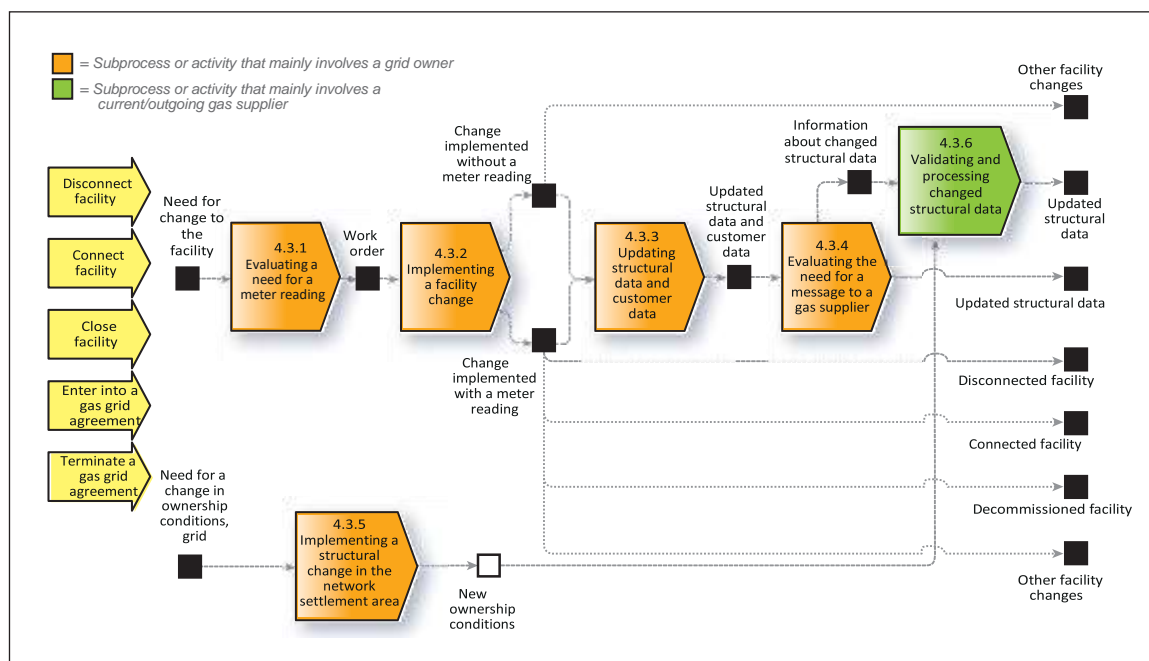 = Subprocess or activity that mainly involves a grid owner
= Subprocess or activity that mainly involves a
current/outgoing gas supplier
Disconnect
facility
Connect
facility
Close
facility
Enter into a
gas grid
agreement
Terminate a
gas grid
agreement
Need for
change to
the
facility
4.3.1
Evaluating a
need for a
meter reading
Work
order
4.3.2
Implementing
a facility
change
Change
implemented
without a
meter reading
Change
implemented
with a meter
reading
4.3.3
Updating
structural
data and
customer
data
Updated
structural
data and
customer
data
4.3.4
Evaluating the
need for a
message to a
gas supplier
Information
about changed
structural data
4.3.6
Validating and
processing
changed
structural data
Other facility
changes
Updated
structural
data
Updated structural data
Disconnected facility
Connected facility
Decommissioned facility
Other facility
changes
Need for a
change in
ownership
conditions,
grid
4.3.5
Implementing a
structural
change in the
network
settlement area
New
ownership
conditions